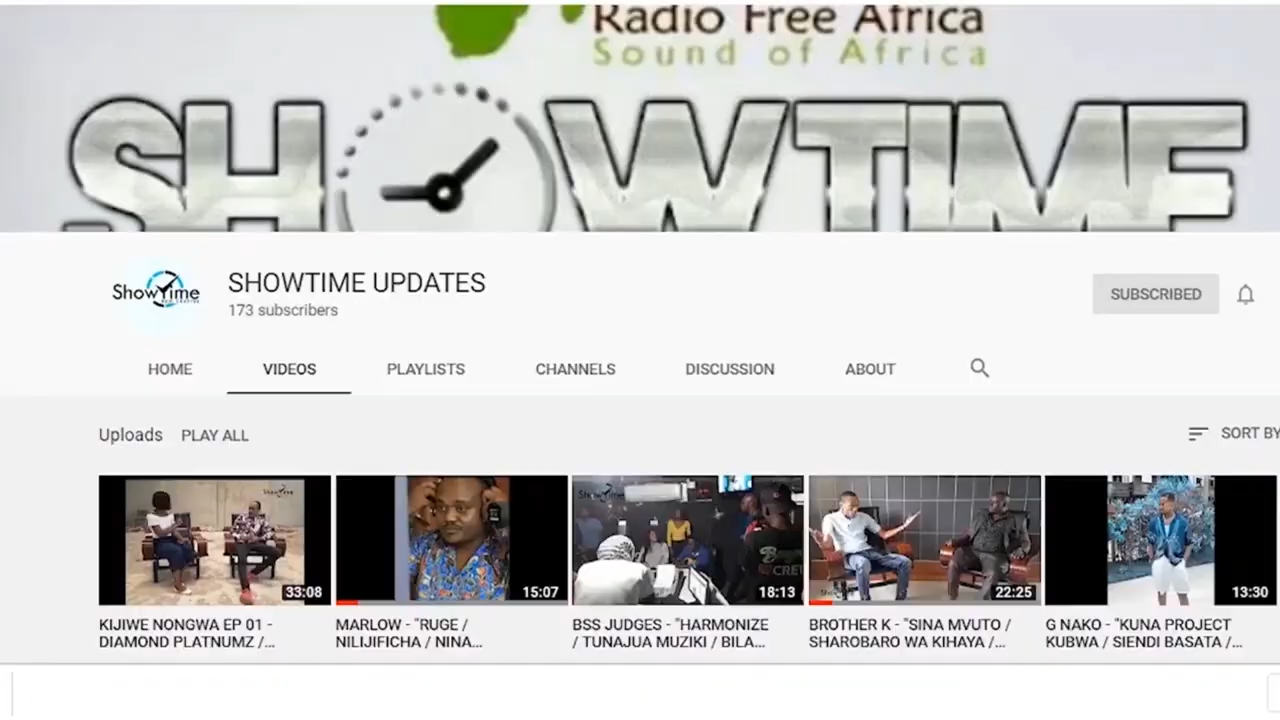 Radio Free Africa
Sound of Africa
SHOWTIME
ShowTime
SHOWTIME UPDATES
173 subscribers
SUBSCRIBED
HOME
VIDEOS
PLAYLISTS
CHANNELS
DISCUSSION
ABOUT
Uploads
PLAY ALL
SORT BY
ShowTime
33:08
15:07
ShowTime
CREW
18:13
22:25
13:30
KIJIWE NONGWA EP 01 -
DIAMOND PLATNUMZ /...
MARLOW - "RUGE /
NILIJIFICHA / NINA...
BSS JUDGES - "HARMONIZE
/ TUNAJUA MUZIKI / BILA...
BROTHER K - "SINA MVUTO /
SHAROBARO WA KIHAYA /...
G NAKO - "KUNA PROJECT
KUBWA / SIENDI BASATA /...